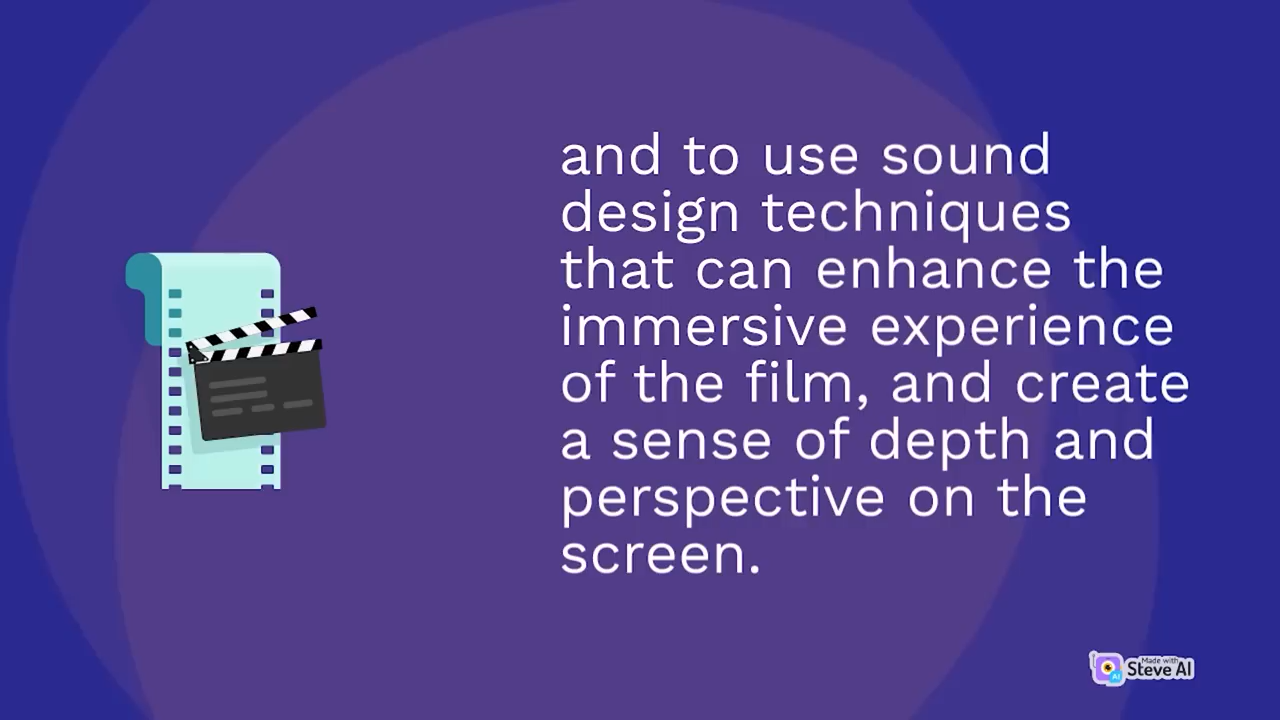 and to use sound
design techniques
that can enhance the
immersive experience
of the film, and create
a sense of depth and
perspective on the
screen.
Made with
Steve AI
AI